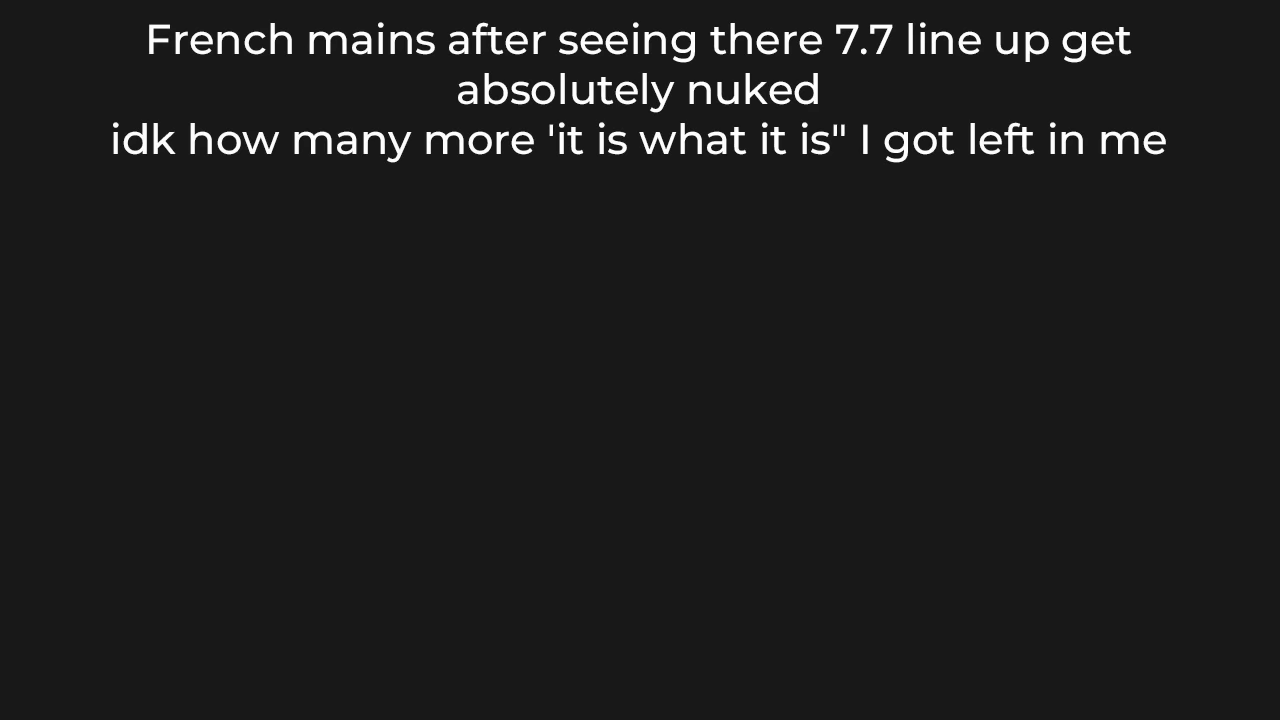 French mains after seeing there 7.7 line up get
absolutely nuked
idk how many more 'it is what it is" I got left in me